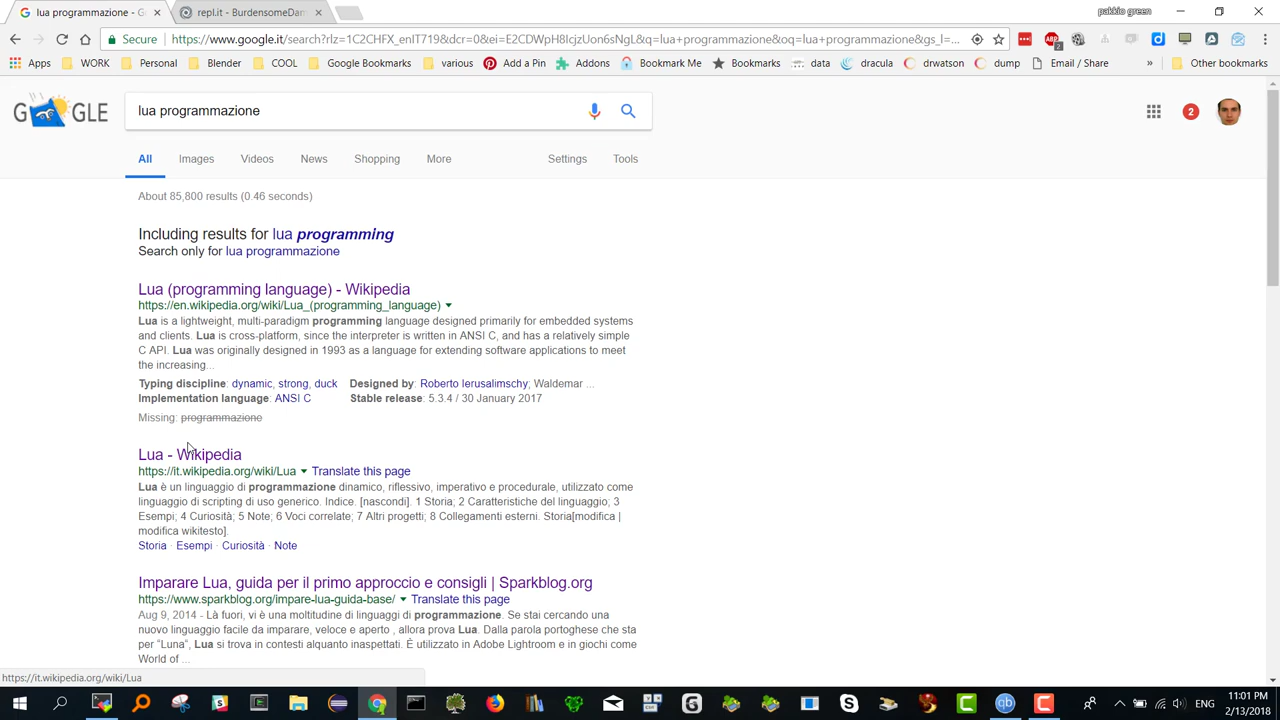 lua programmazione - G
repl.it - BurdensomeDan
pakkio green
Secure
https://www.google.it/search?rlz=1C2CHFX_enIT719&dcr=0&ei=E2CDWpH8IcjzUon6sNgL&q=lua+programmazione&oq=lua+programmazione&gs_l=...
Apps
WORK
Personal
Blender
COOL
Google Bookmarks
various
Pin it
Addons
Bookmark Me
Bookmarks
data
dracula
drwatson
dump
Email / Share
»
Other bookmarks
G GLE
lua programmazione
2
All
Images
Videos
News
Shopping
More
Settings
Tools
About 85,800 results (0.46 seconds)
Including results for lua programming
Search only for lua programmazione
Lua (programming language) - Wikipedia
https://en.wikipedia.org/wiki/Lua_(programming_language)
Lua is a lightweight, multi-paradigm programming language designed primarily for embedded systems
and clients. Lua is cross-platform, since the interpreter is written in ANSI C, and has a relatively simple
C API. Lua was originally designed in 1993 as a language for extending software applications to meet
the increasing...
Typing discipline: dynamic, strong, duck
Designed by: Roberto Ierusalimschy; Waldemar ...
Implementation language: ANSI C
Stable release: 5.3.4 / 30 January 2017
Missing: programmazione
Lua - Wikipedia
https://it.wikipedia.org/wiki/Lua
Translate this page
Lua è un linguaggio di programmazione dinamico, riflessivo, imperativo e procedurale, utilizzato come
linguaggio di scripting di uso generico. Indice. [nascondi]. 1 Storia; 2 Caratteristiche del linguaggio; 3
Esempi; 4 Curiosità; 5 Note; 6 Voci correlate; 7 Altri progetti; 8 Collegamenti esterni. Storia[modifica |
modifica wikitesto].
Storia · Esempi · Curiosità · Note
Imparare Lua, guida per il primo approccio e consigli | Sparkblog.org
https://www.sparkblog.org/impare-lua-guida-base/
Translate this page
Aug 9, 2014 - Là fuori, vi è una moltitudine di linguaggi di programmazione. Se stai cercando una
nuovo linguaggio facile da imparare, veloce e aperto , allora prova Lua. Dalla parola portoghese che sta
per “Luna”, Lua si trova in contesti alquanto inaspettati. È utilizzato in Adobe Lightroom e in giochi come
World of ...
https://it.wikipedia.org/wiki/Lua
ENG
11:01 PM
2/13/2018